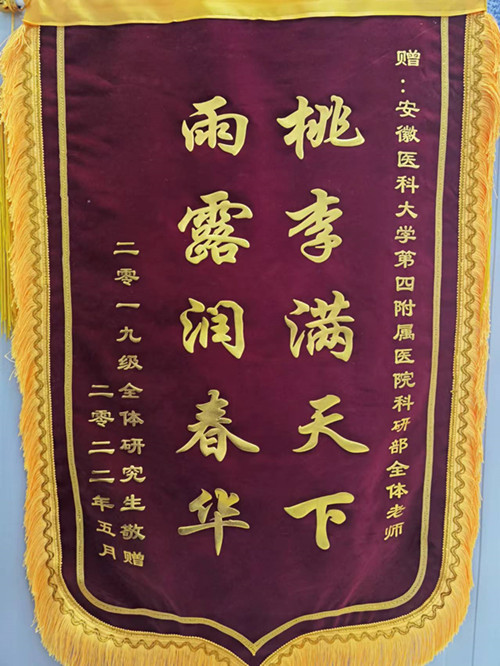 赠：安徽医科大学第四附属医院科研部全体老师
桃李满天下
雨露润春华
二零一九级全体研究生敬赠
二零二二年五月